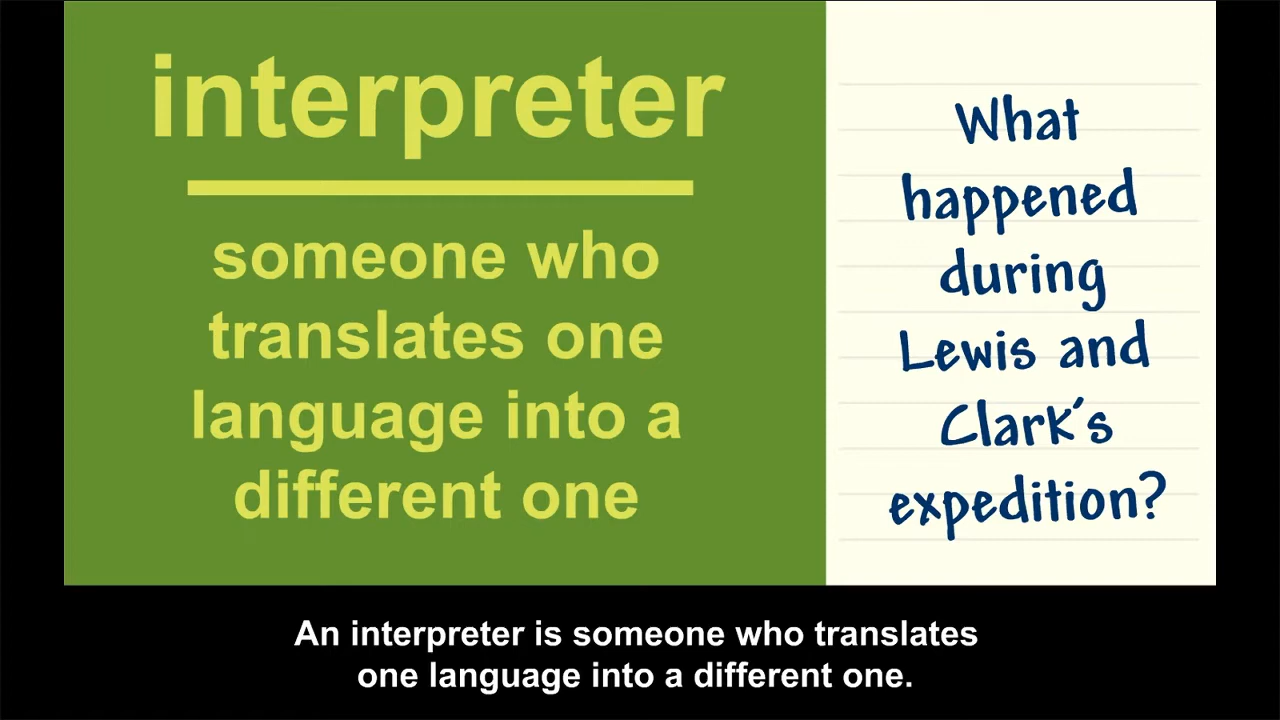 interpreter
someone who
translates one
language into a
different one
What
happened
during
Lewis and
Clark's
expedition?
An interpreter is someone who translates
one language into a different one.